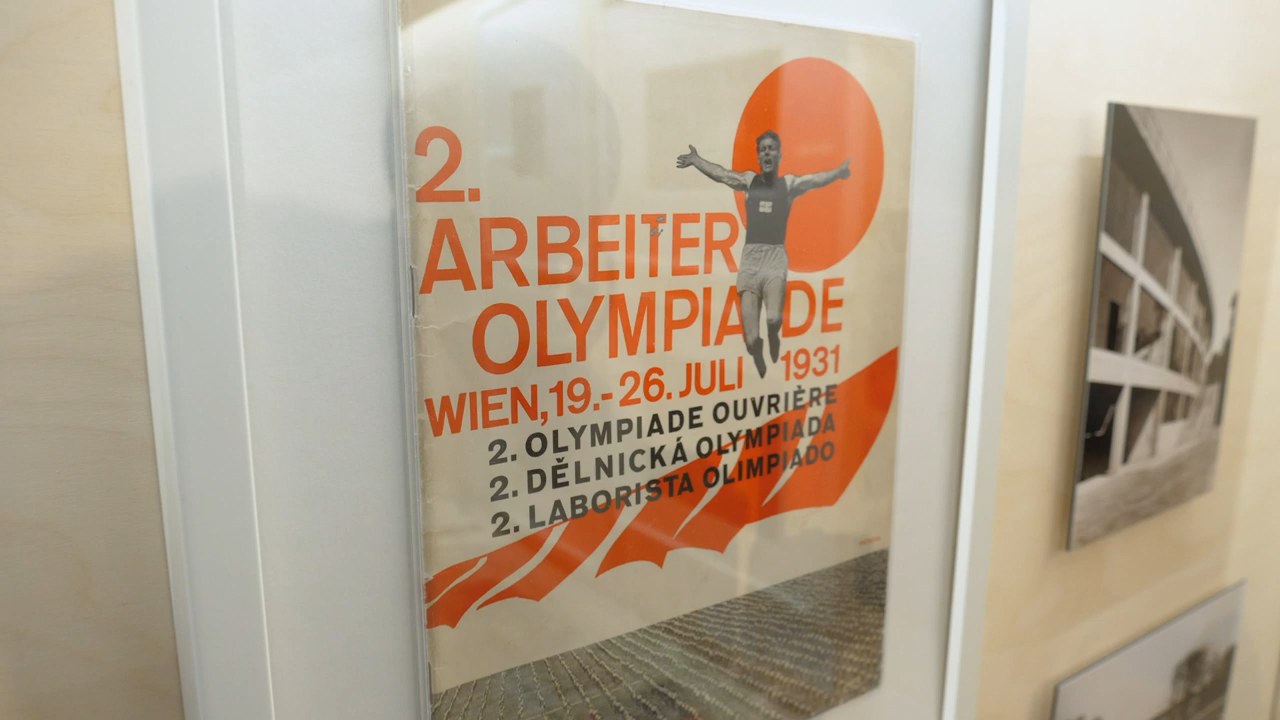 2.
ARBEITER
OLYMPIADE
WIEN, 19.-26. JULI 1931
2. OLYMPIADE OUVRIÈRE
2. DĚLNICKÁ OLYMPIADA
2. LABORISTA OLIMPIADO